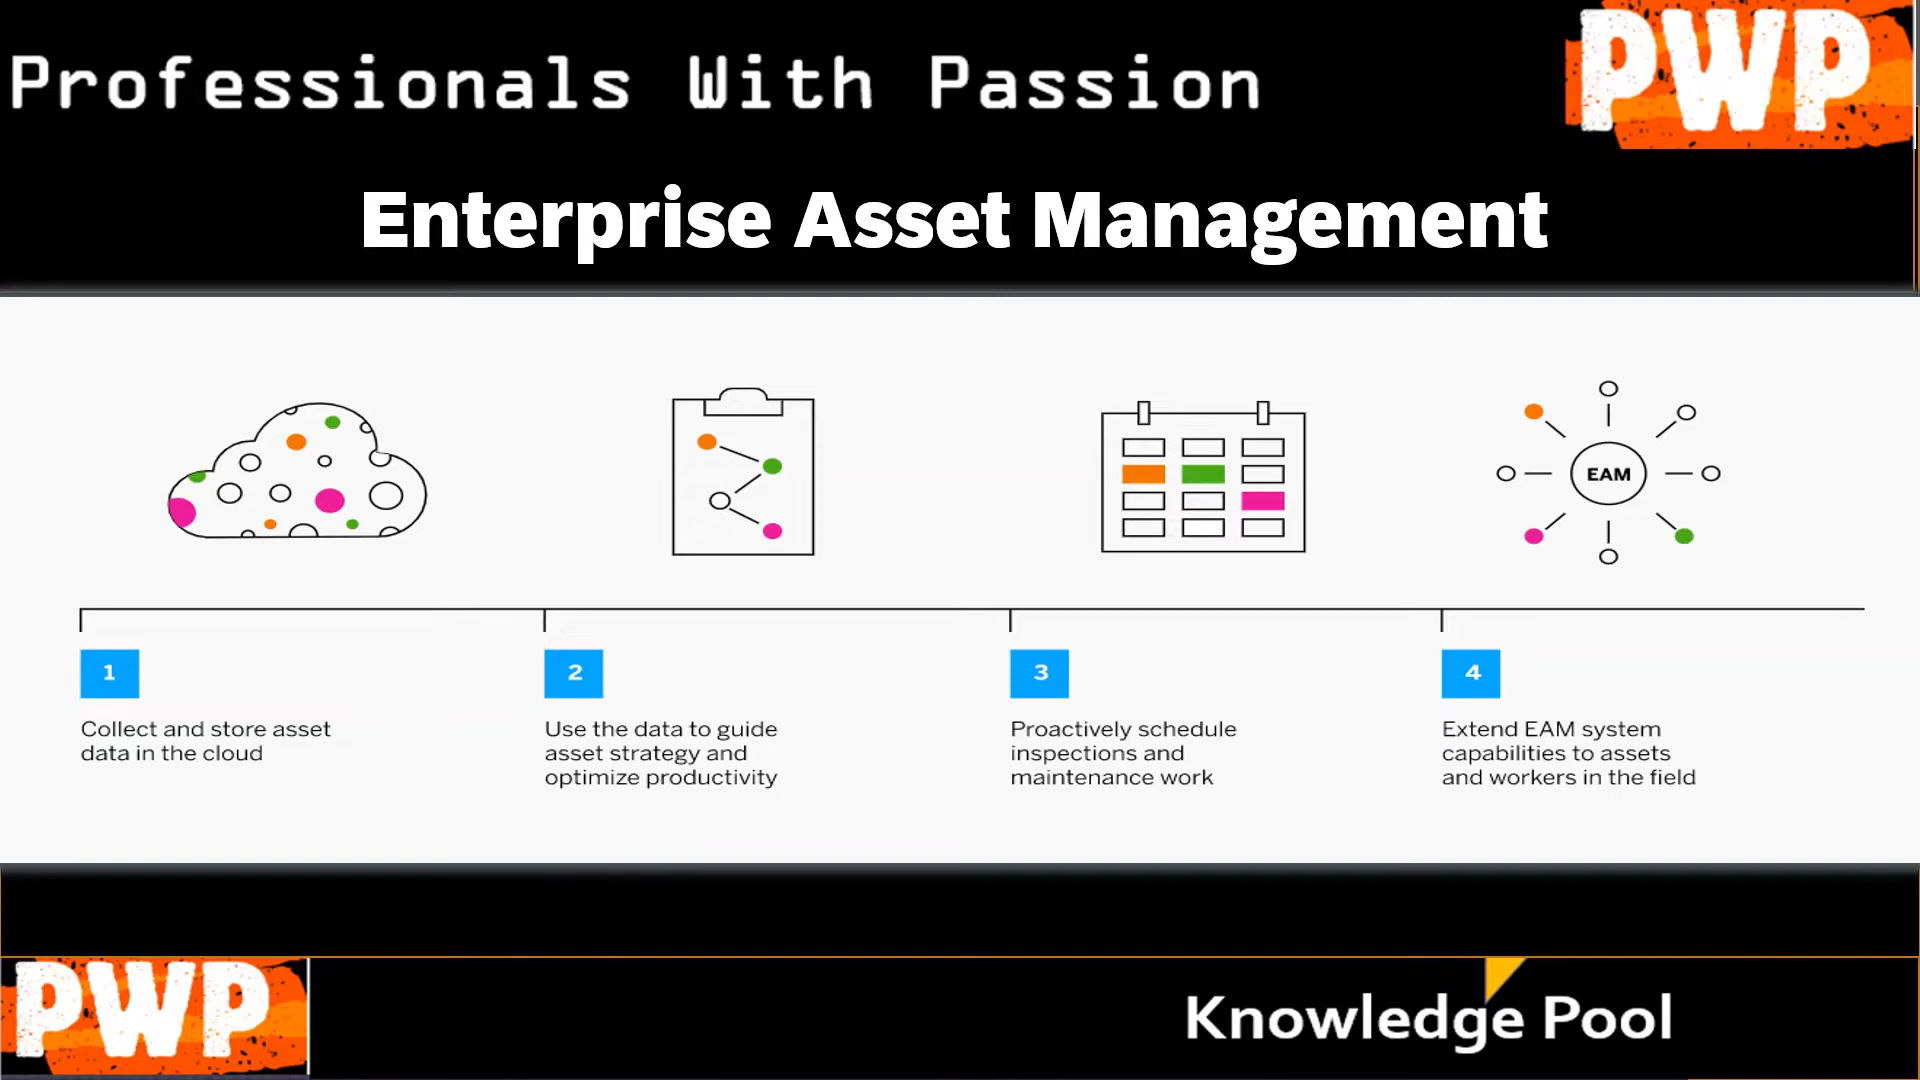 Professionals With Passion
PWP
Enterprise Asset Management
EAM
1
Collect and store asset
data in the cloud
2
Use the data to guide
asset strategy and
optimize productivity
3
Proactively schedule
inspections and
maintenance work
4
Extend EAM system
capabilities to assets
and workers in the field
PWP
Knowledge Pool